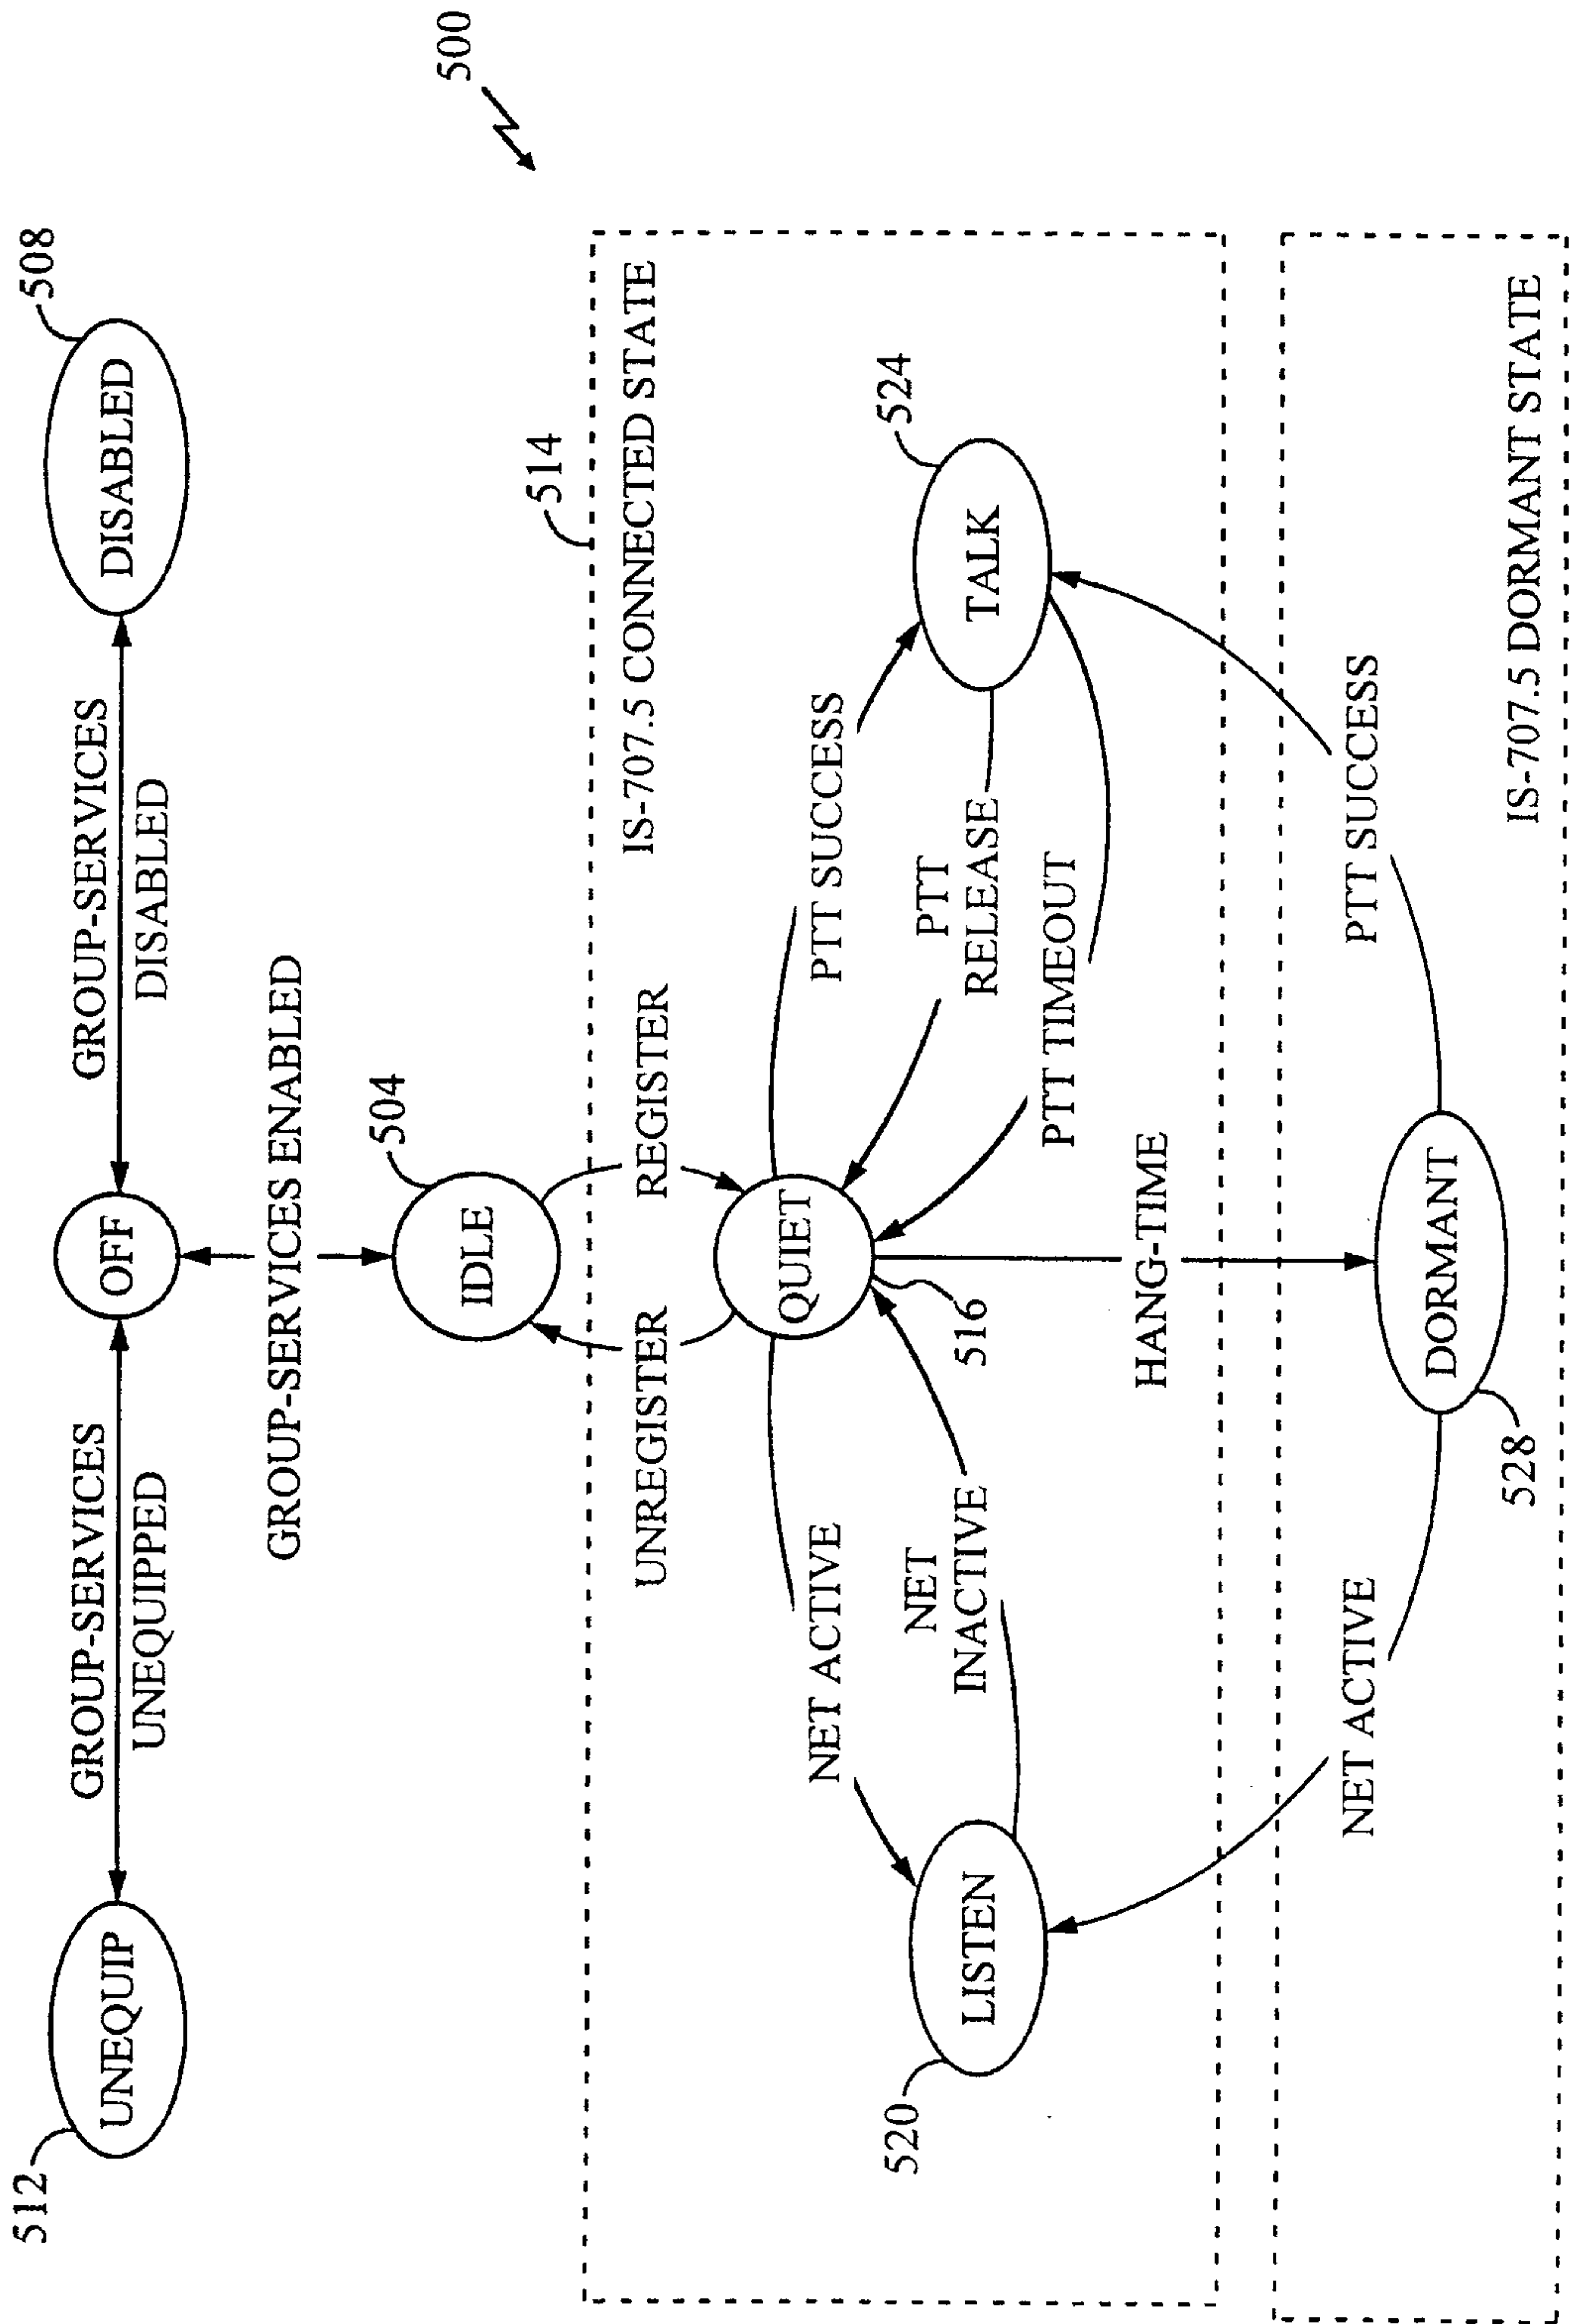 512
UNEQUIP
GROUP-SERVICES
UNEQUIPPED
OFF
GROUP-SERVICES
DISABLED
DISABLED
508
GROUP-SERVICES ENABLED
500
IDLE
504
514
UNREGISTER
REGISTER
IS-707.5 CONNECTED STATE
QUIET
516
NET ACTIVE
PTT SUCCESS
NET
INACTIVE
PTT
RELEASE
520
LISTEN
TALK
524
PTT TIMEOUT
HANG-TIME
NET ACTIVE
PTT SUCCESS
DORMANT
528
IS-707.5 DORMANT STATE